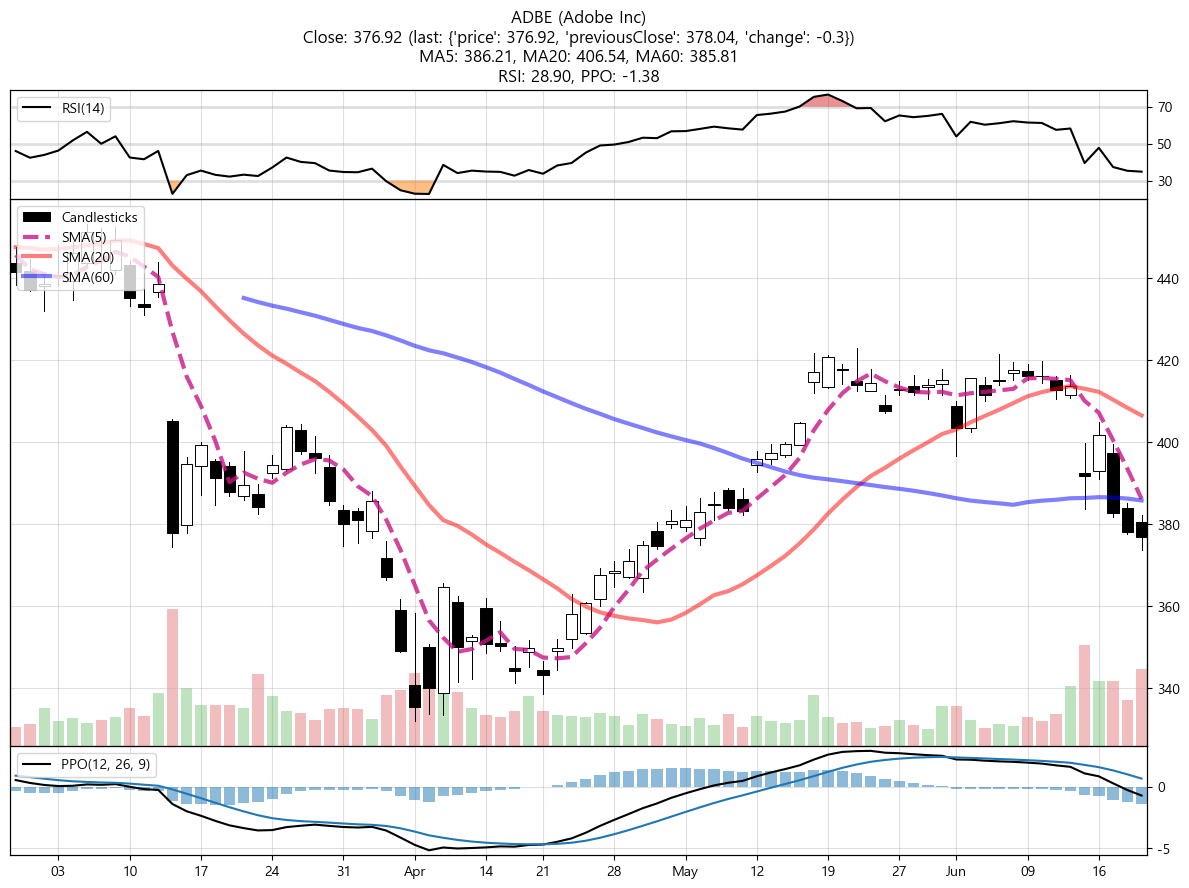 ADBE (Adobe Inc)
Close: 376.92 (last: {'price': 376.92, 'previousClose': 378.04, 'change': -0.3})
MA5: 386.21, MA20: 406.54, MA60: 385.81
RSI: 28.90, PPO: -1.38
RSI(14)
70
50
30
Candlesticks
SMA(5)
SMA(20)
SMA(60)
440
420
400
380
360
340
PPO(12, 26, 9)
0
-5
03 10 17 24 31 Apr 14 21 28 May 12 19 27 Jun 09 16